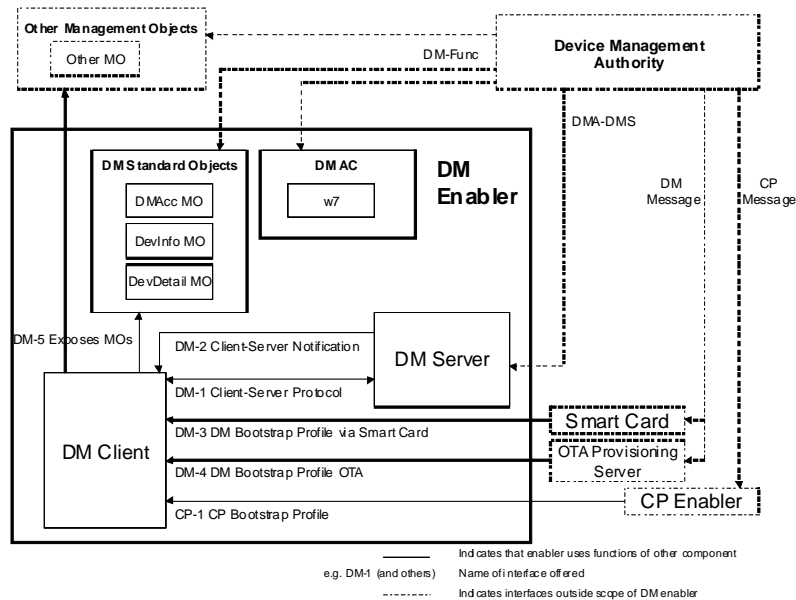 Other Management Objects
Other MO
Device Management
Authority
DM-Func
DMA-DMS
DM
Message
CP
Message
DM Standard Objects
DMAcc MO
DevInfo MO
DevDetail MO
DM AC
w7
DM
Enabler
DM-5 Exposes MOs
DM-2 Client-Server Notification
DM Server
DM-1 Client-Server Protocol
DM Client
DM-3 DM Bootstrap Profile via Smart Card
Smart Card
DM-4 DM Bootstrap Profile OTA
OTA Provisioning
Server
CP-1 CP Bootstrap Profile
CP Enabler
Indicates that enabler uses functions of other component
e.g. DM-1 (and others) Name of interface offered
Indicates interfaces outside scope of DM enabler